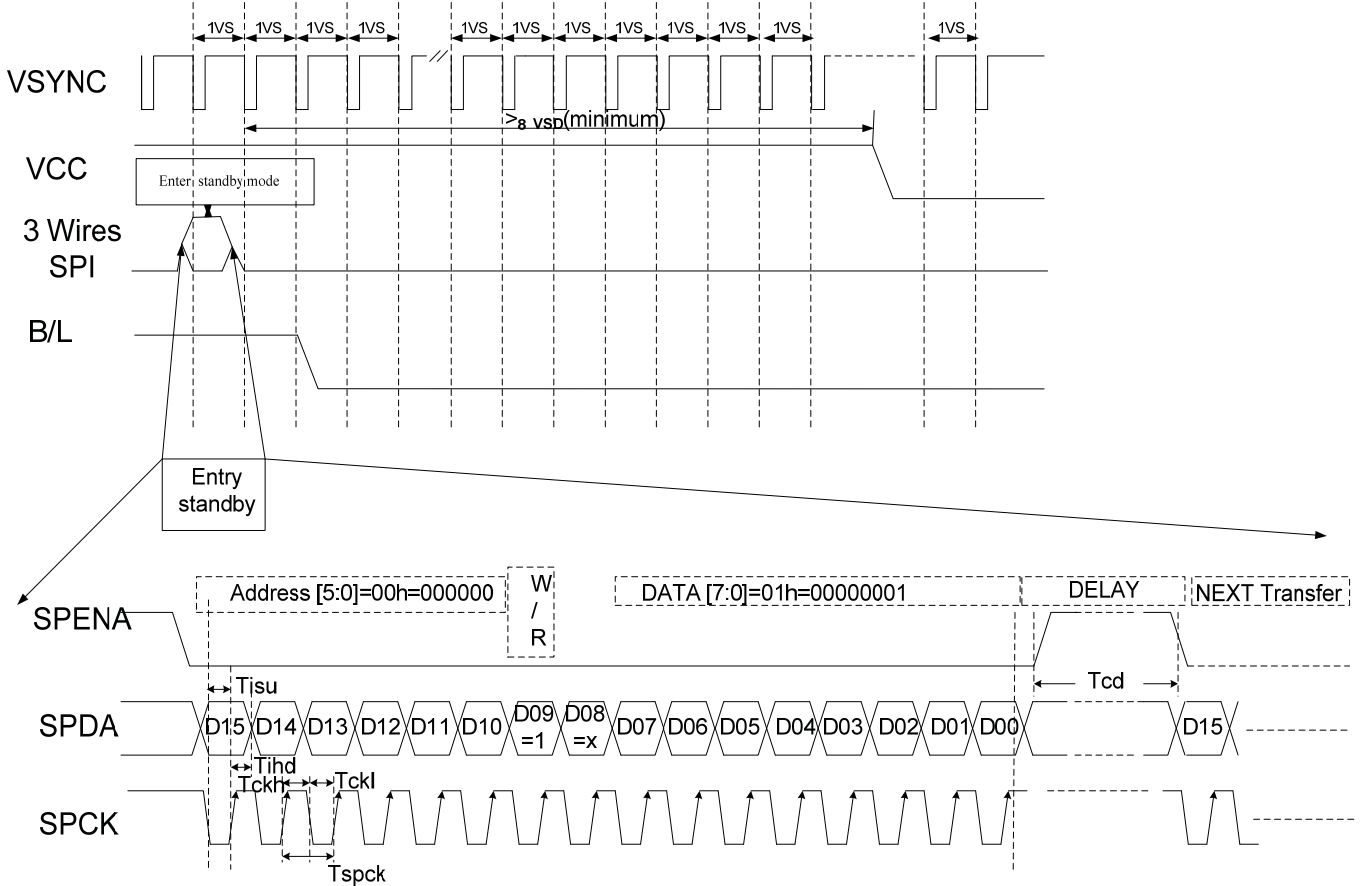 1VS 1VS 1VS 1VS 1VS 1VS 1VS 1VS 1VS 1VS 1VS 1VS
VSYNC
>8 VSD(minimum)
VCC
Enter standby mode
3 Wires
SPI
B/L
Entry
standby
Address [5:0]=00h=000000
W
/
R
DATA [7:0]=01h=00000001
DELAY
NEXT Transfer
SPENA
Tisu
Tcd
SPDA
D15 D14 D13 D12 D11 D10 D09 =1 D08 =x D07 D06 D05 D04 D03 D02 D01 D00 D15
Tihd
Tckh Tckl
SPCK
Tspck